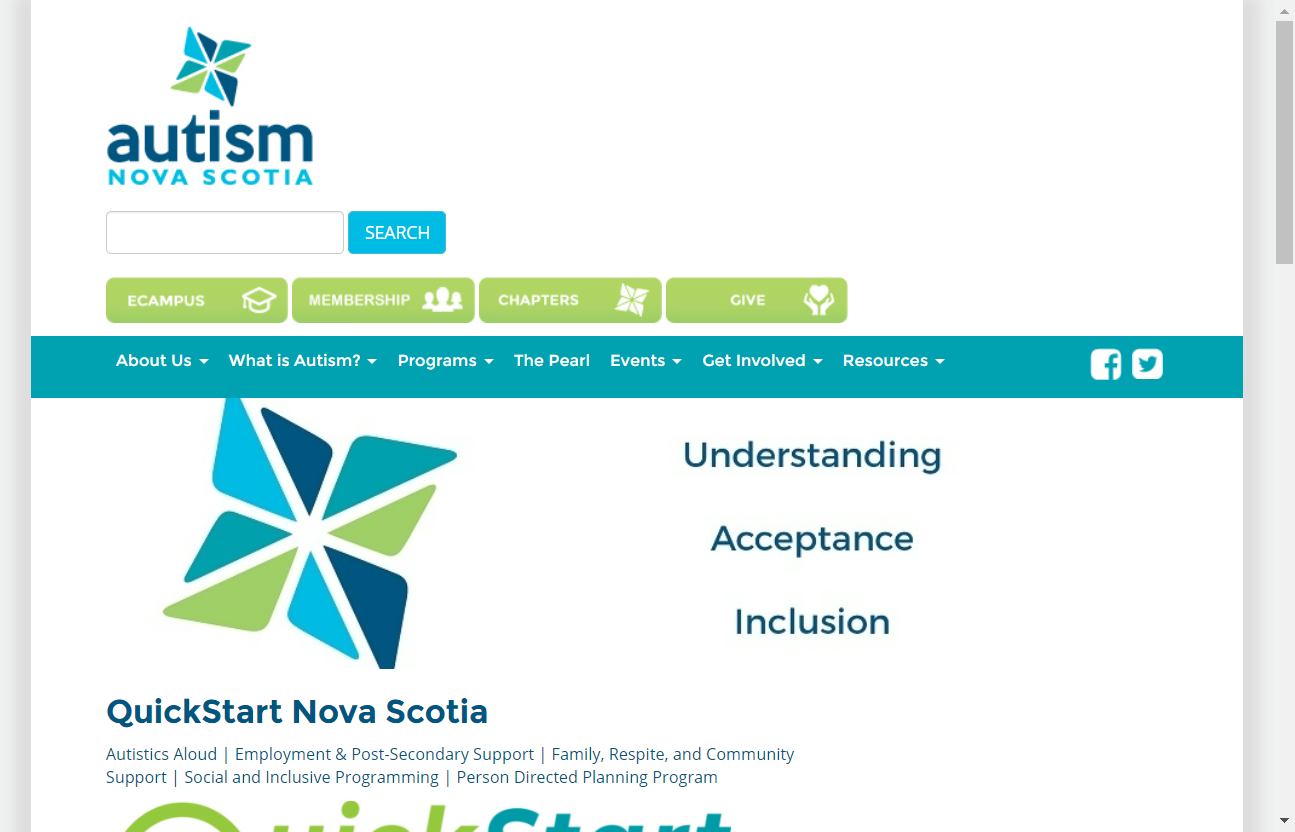 autism
NOVA SCOTIA
SEARCH
ECAMPUS MEMBERSHIP CHAPTERS GIVE
About Us What is Autism? Programs The Pearl Events Get Involved Resources
Understanding
Acceptance
Inclusion
QuickStart Nova Scotia
Autistics Aloud | Employment & Post-Secondary Support | Family, Respite, and Community
Support | Social and Inclusive Programming | Person Directed Planning Program
QuickStart